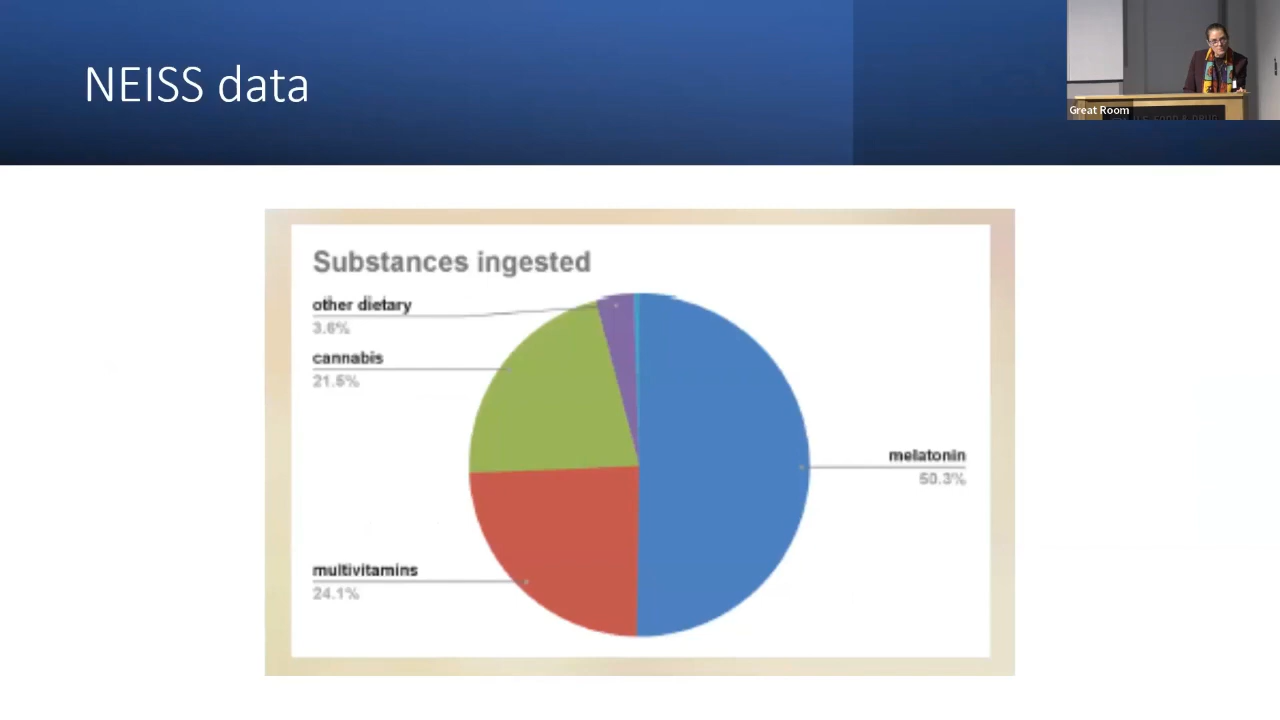 NEISS data
Great Room
Substances ingested
other dietary
3.6%
cannabis
21.5%
melatonin
50.3%
multivitamins
24.1%